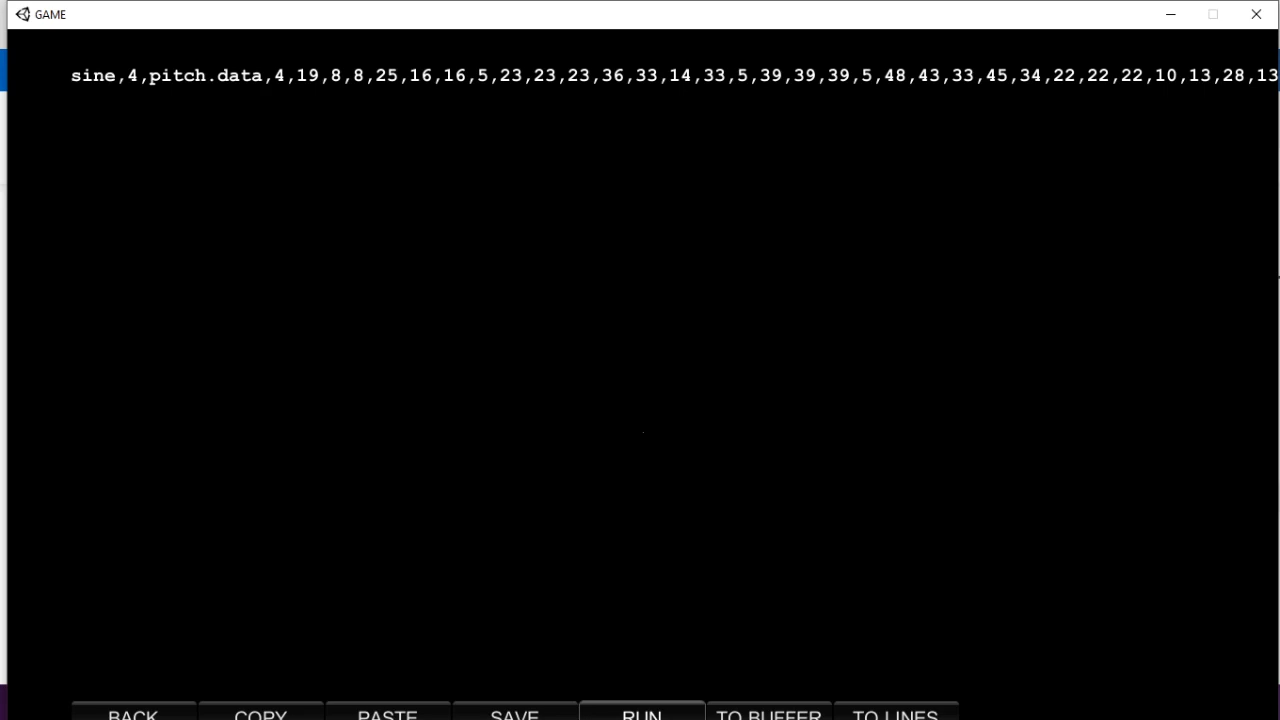 GAME
sine,4,pitch.data,4,19,8,8,25,16,16,5,23,23,23,36,33,14,33,5,39,39,39,5,48,43,33,45,34,22,22,22,10,13,28,13
BACK COPY PASTE SAVE RUN TO BUFFER TO LINES